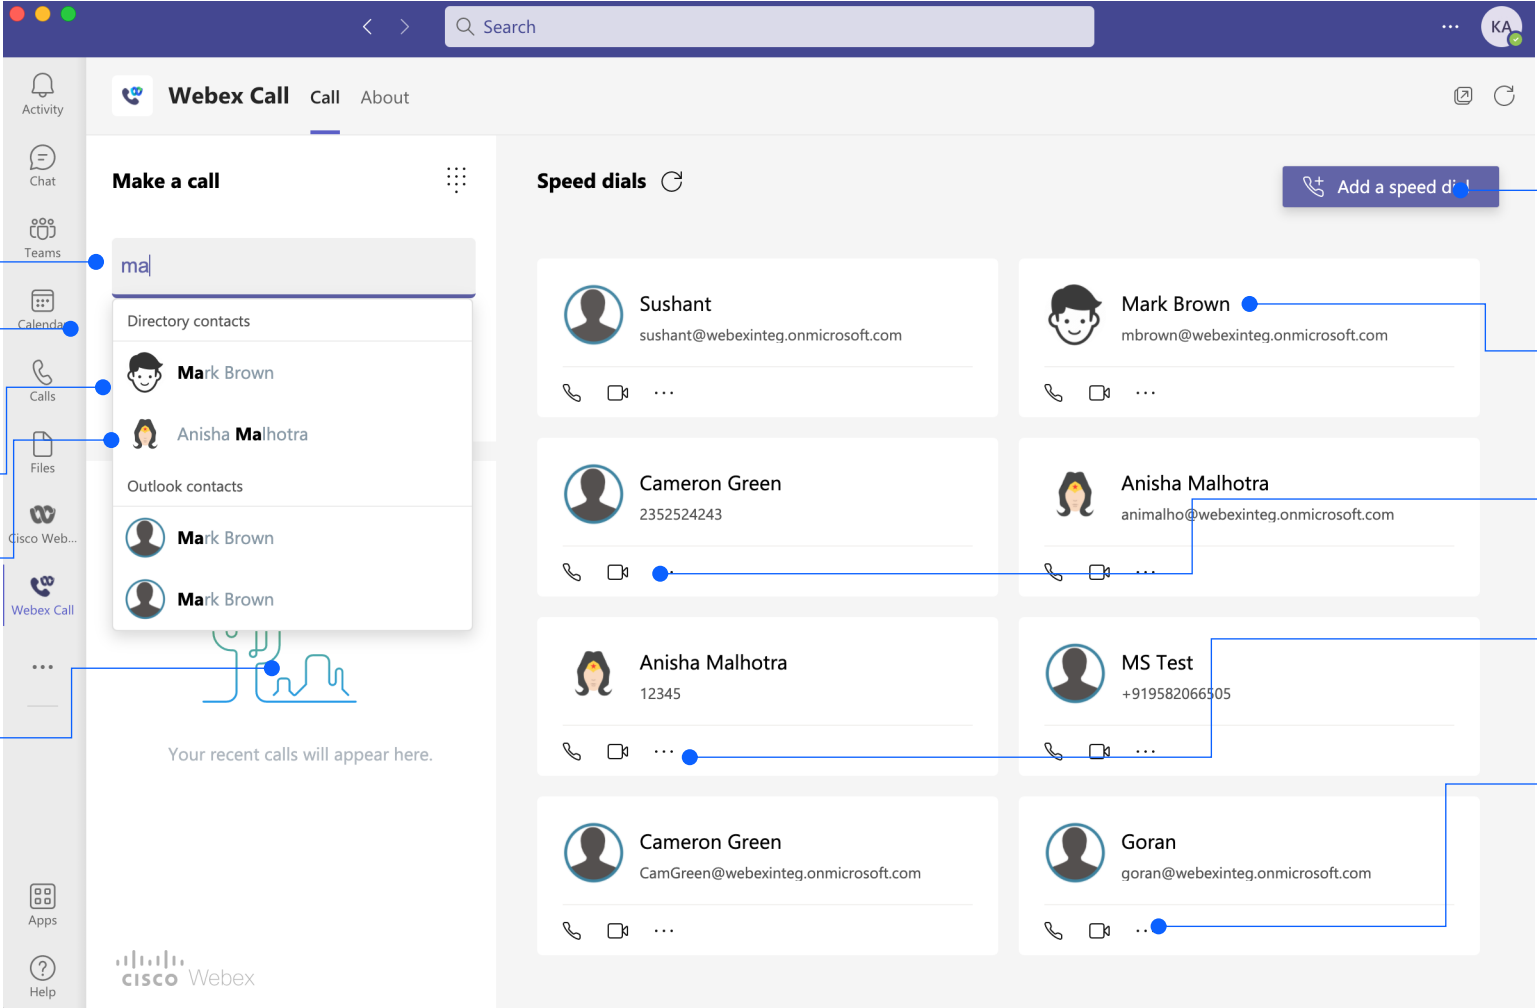 Search
KA
Activity
Chat
Teams
Calendar
Calls
Files
Cisco Web...
Webex Call
Apps
Help
Webex Call
Call
About
Make a call
ma
Directory contacts
Mark Brown
Anisha Malhotra
Outlook contacts
Mark Brown
Mark Brown
Your recent calls will appear here.
CISCO Webex
Speed dials
Add a speed dial
Sushant
sushant@webexinteg.onmicrosoft.com
Mark Brown
mbrown@webexinteg.onmicrosoft.com
Cameron Green
2352524243
Anisha Malhotra
animalho@webexinteg.onmicrosoft.com
Anisha Malhotra
12345
MS Test
+919582066505
Cameron Green
CamGreen@webexinteg.onmicrosoft.com
Goran
goran@webexinteg.onmicrosoft.com